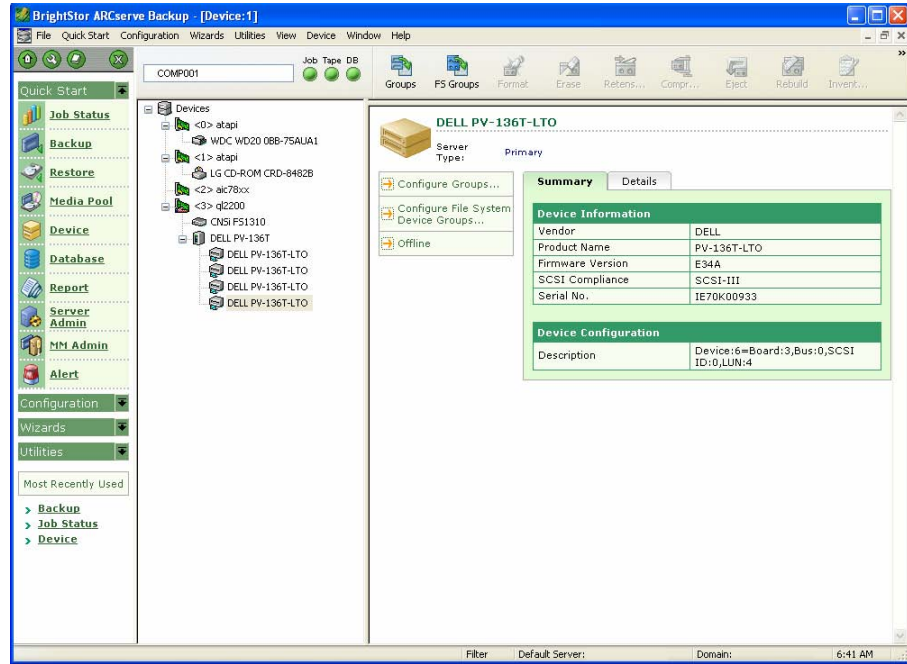 BrightStor ARCserve Backup - [Device:1]
File Quick Start Configuration Wizards Utilities View Device Window Help
COMP001
Job Tape DB
Groups
FS Groups
Format
Erase
Retens...
Compr...
Eject
Rebuild
Invent...
Quick Start
Job Status
Backup
Restore
Media Pool
Device
Database
Report
Server
Admin
MM Admin
Alert
Configuration
Wizards
Utilities
Most Recently Used
Backup
Job Status
Device
Devices
<0> atapi
WDC WD20 0BB-75AUA1
<1> atapi
LG CD-ROM CRD-8482B
<2> aic78xx
<3> ql2200
CNSi FS1310
DELL PV-136T
DELL PV-136T-LTO
DELL PV-136T-LTO
DELL PV-136T-LTO
DELL PV-136T-LTO
DELL PV-136T-LTO
Server
Type:
Primary
Configure Groups...
Configure File System
Device Groups...
Offline
Summary
Details
Device Information
Vendor DELL
Product Name PV-136T-LTO
Firmware Version E34A
SCSI Compliance SCSI-III
Serial No. IE70K00933
Device Configuration
Description Device:6=Board:3,Bus:0,SCSI
ID:0,LUN:4
Filter
Default Server:
Domain:
6:41 AM